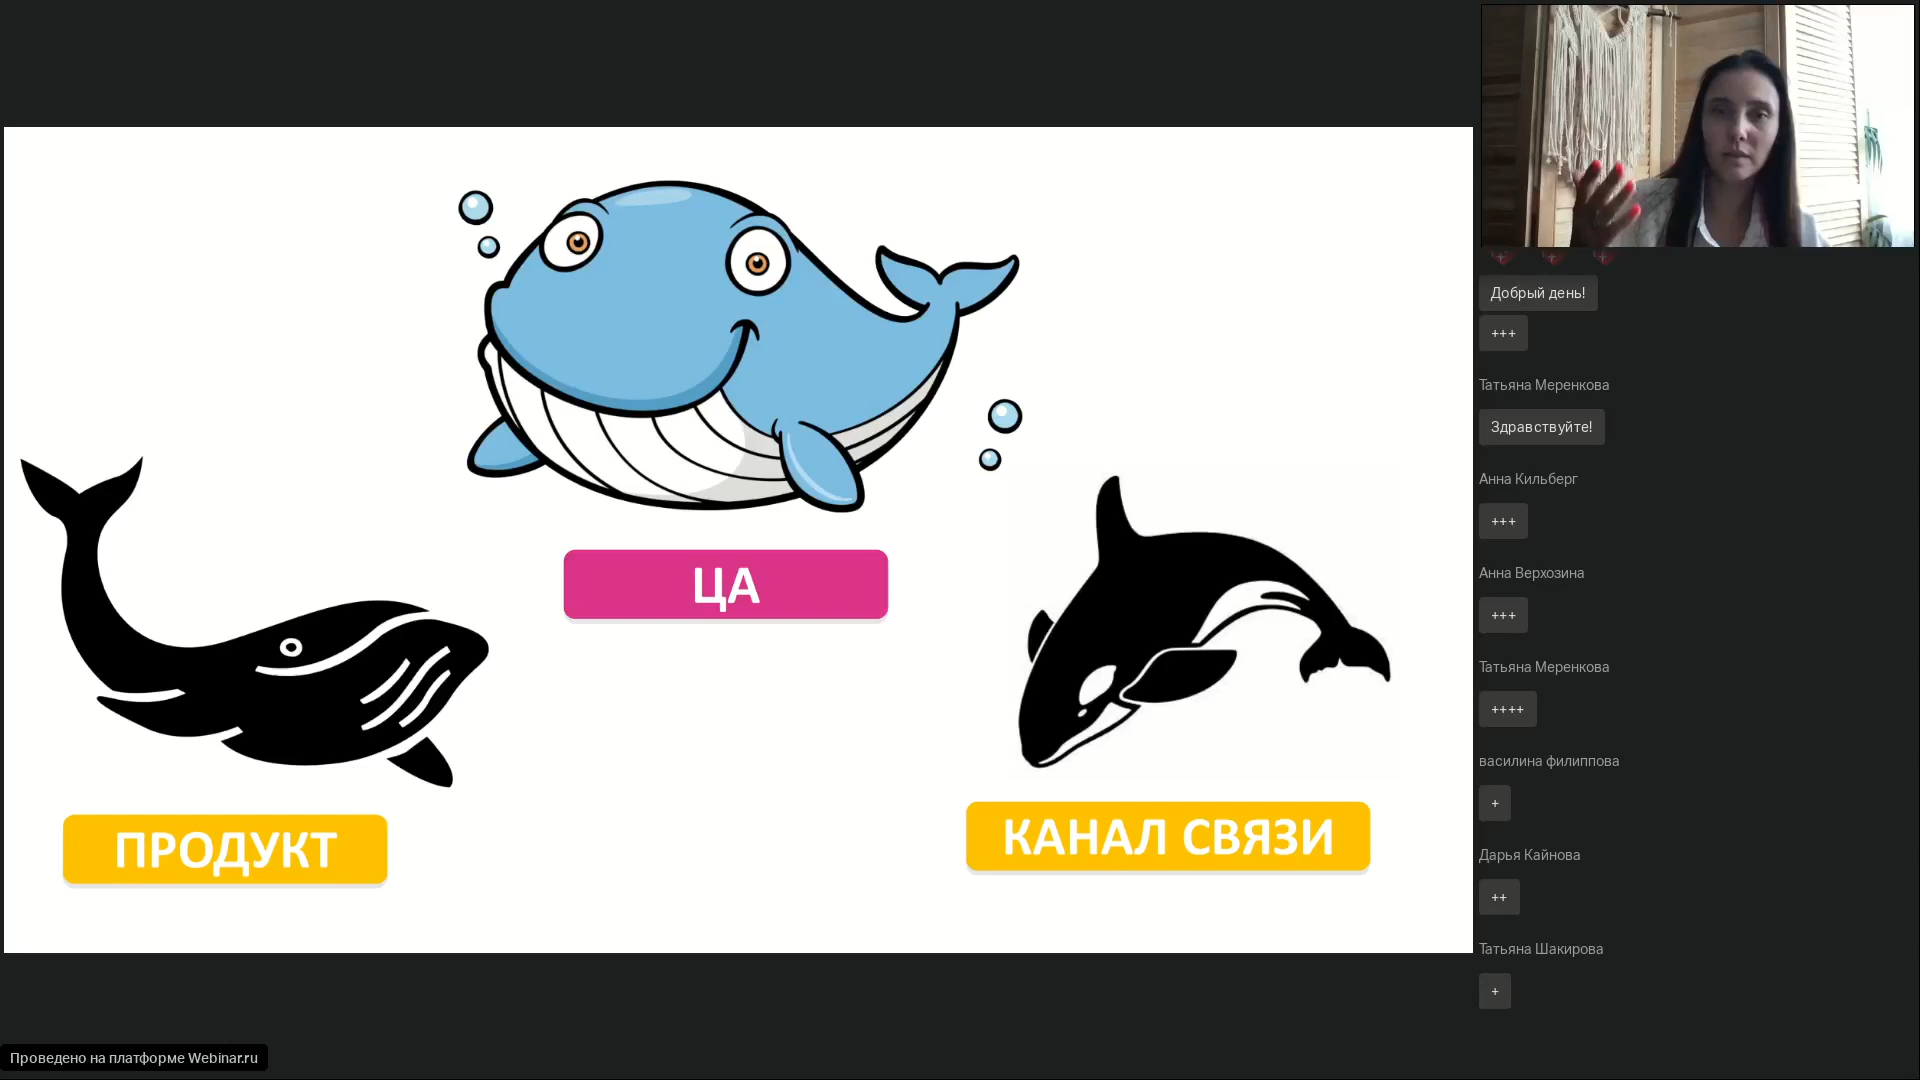 ЦА
ПРОДУКТ
КАНАЛ СВЯЗИ
Добрый день!
+++
Татьяна Меренкова
Здравствуйте!
Анна Кильберг
+++
Анна Верхозина
+++
Татьяна Меренкова
++++
василина филиппова
+
Дарья Кайнова
++
Татьяна Шакирова
+
Проведено на платформе Webinar.ru